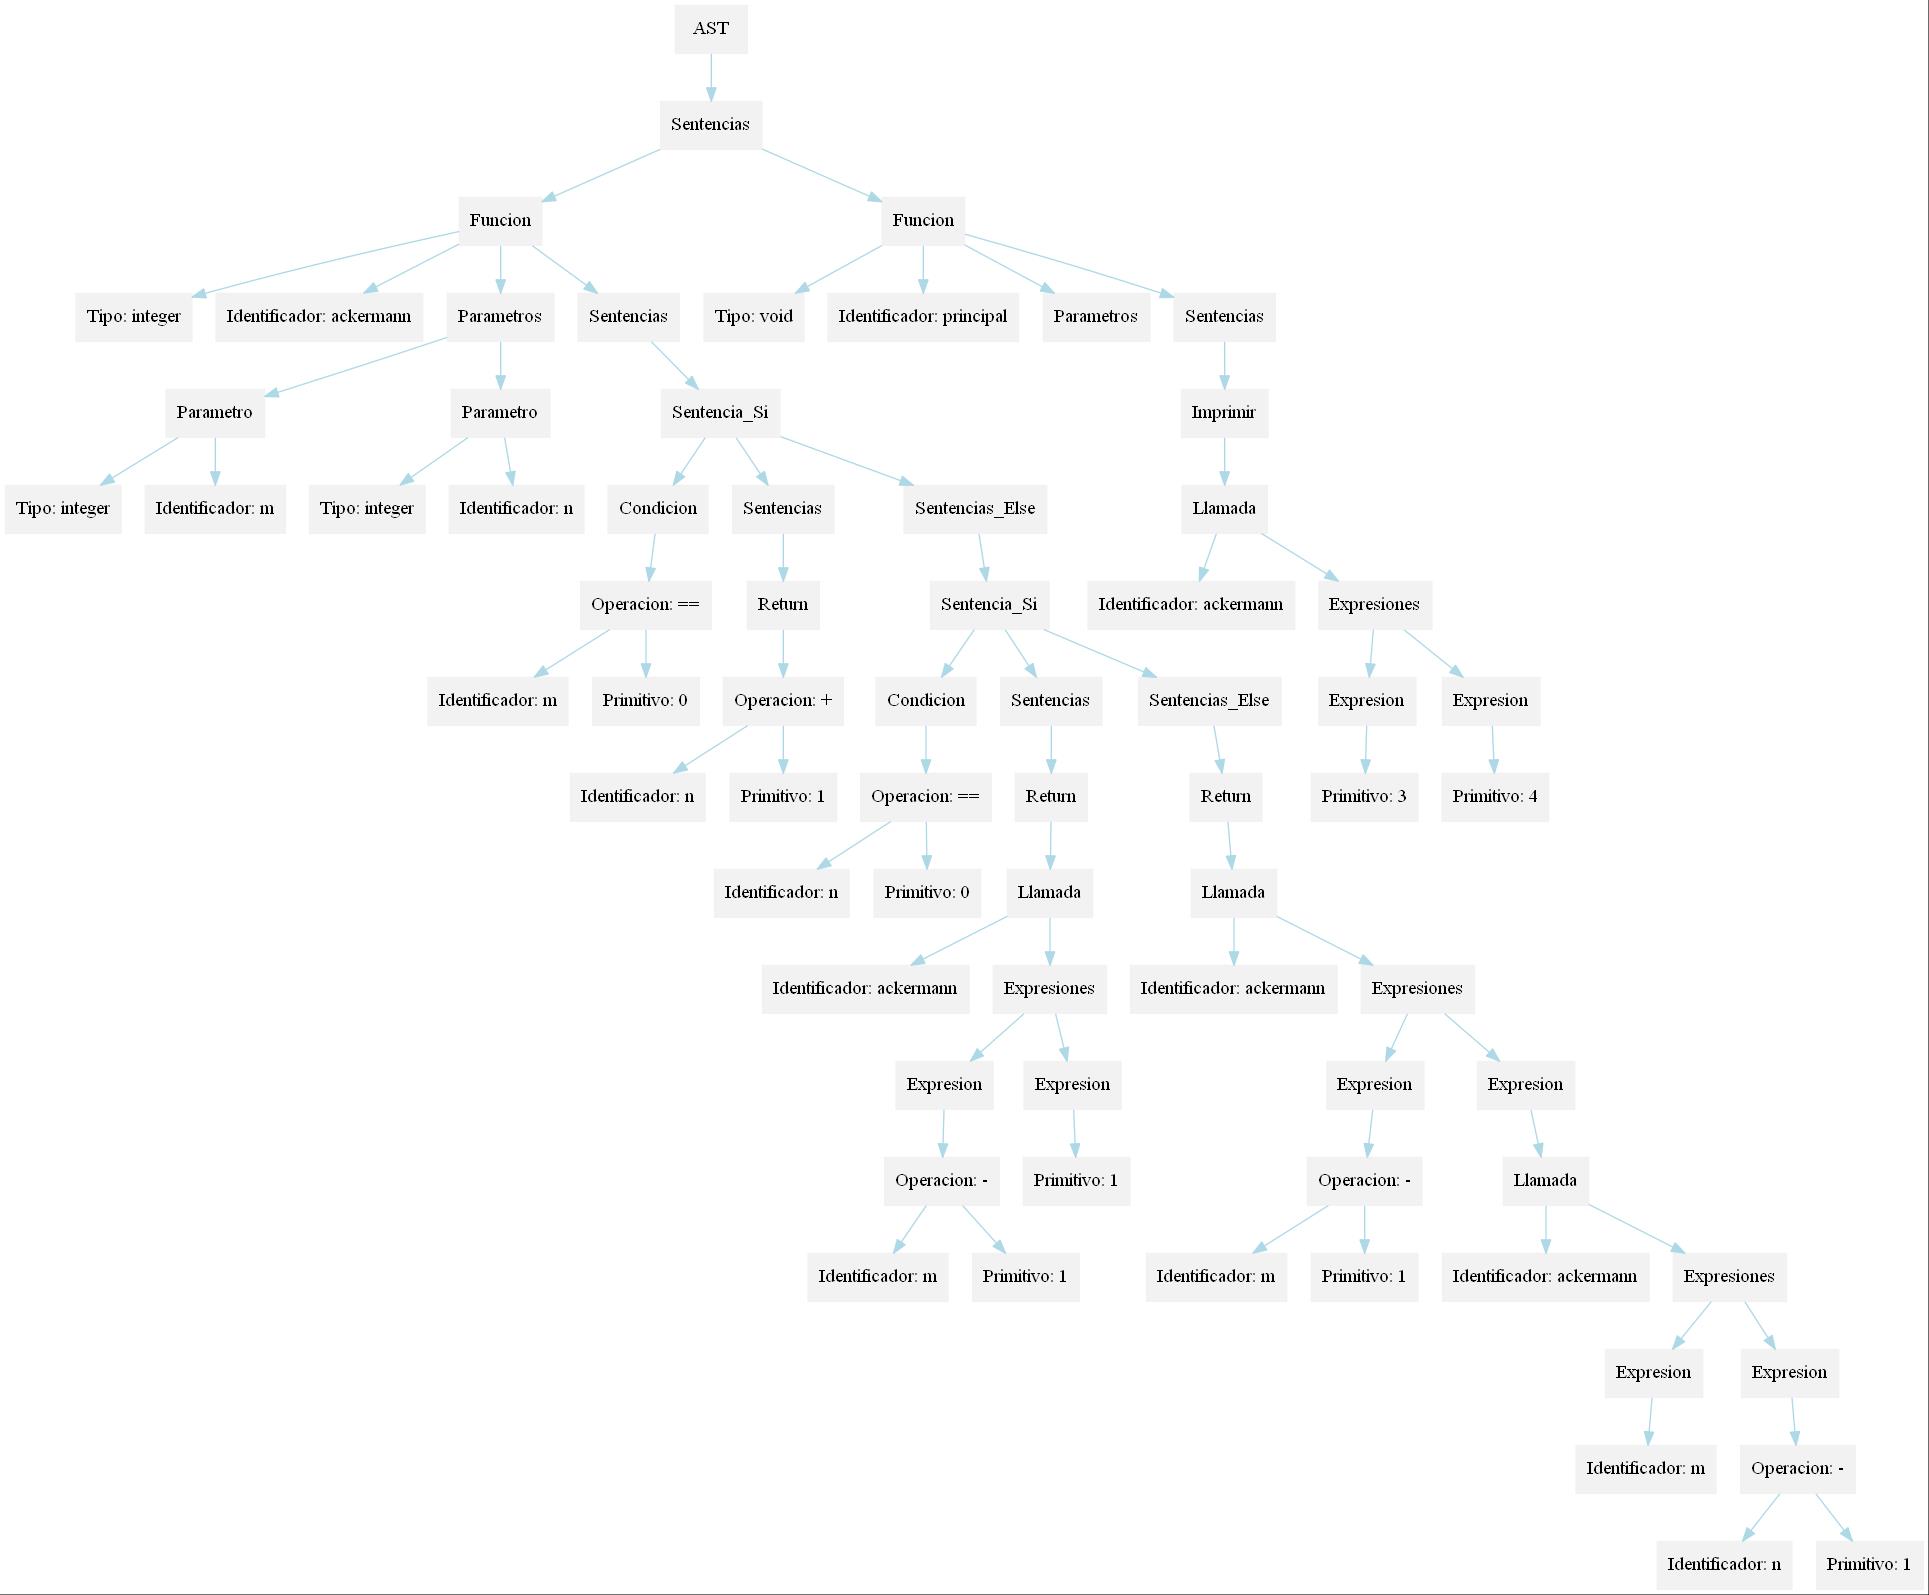 AST
Sentencias
Funcion
Funcion
Tipo: integer
Identificador: ackermann
Parametros
Sentencias
Tipo: void
Identificador: principal
Parametros
Sentencias
Parametro
Parametro
Sentencia_Si
Imprimir
Tipo: integer
Identificador: m
Tipo: integer
Identificador: n
Condicion
Sentencias
Sentencias_Else
Llamada
Operacion: ==
Return
Sentencia_Si
Identificador: ackermann
Expresiones
Identificador: m
Primitivo: 0
Operacion: +
Condicion
Sentencias
Sentencias_Else
Expresion
Expresion
Identificador: n
Primitivo: 1
Operacion: ==
Return
Return
Primitivo: 3
Primitivo: 4
Identificador: n
Primitivo: 0
Llamada
Llamada
Identificador: ackermann
Expresiones
Identificador: ackermann
Expresiones
Expresion
Expresion
Expresion
Expresion
Operacion: -
Primitivo: 1
Operacion: -
Llamada
Identificador: m
Primitivo: 1
Identificador: m
Primitivo: 1
Identificador: ackermann
Expresiones
Expresion
Expresion
Identificador: m
Operacion: -
Identificador: n
Primitivo: 1